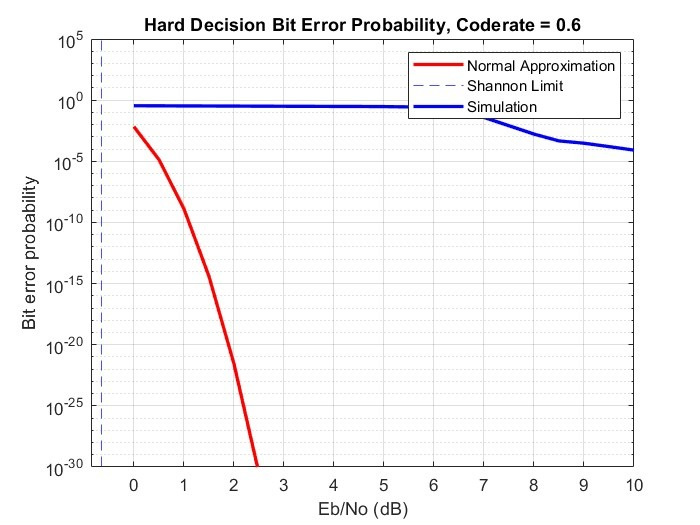 Hard Decision Bit Error Probability, Coderate = 0.6
Normal Approximation
Shannon Limit
Simulation
10^5
10^0
10^-5
10^-10
10^-15
10^-20
10^-25
10^-30
Bit error probability
0 1 2 3 4 5 6 7 8 9 10
Eb/No (dB)